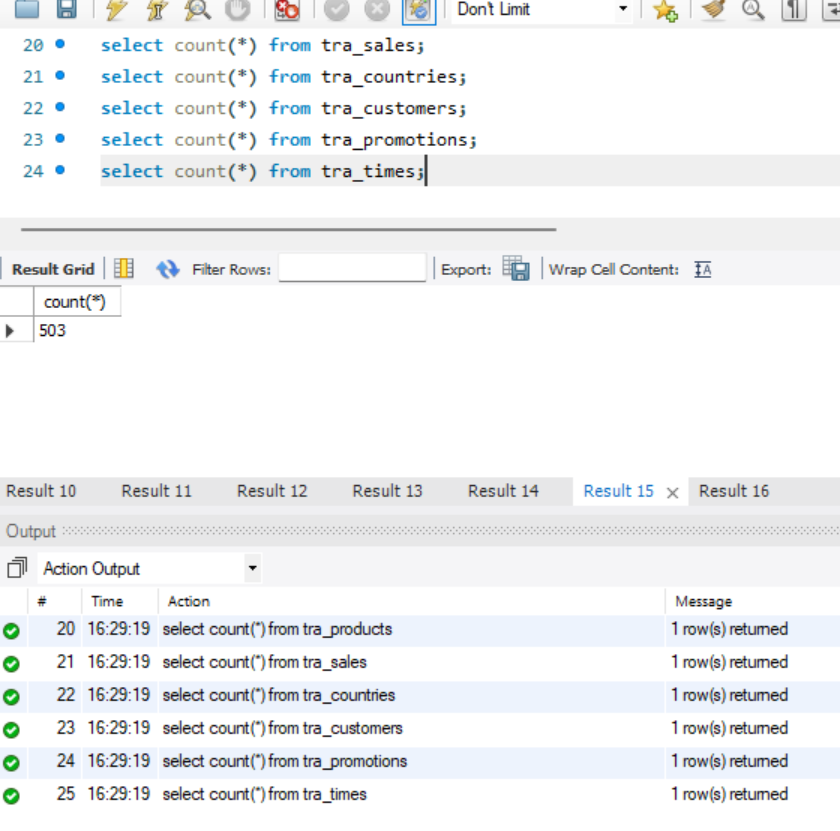 Don't Limit
20 select count(*) from tra_sales;
21 select count(*) from tra_countries;
22 select count(*) from tra_customers;
23 select count(*) from tra_promotions;
24 select count(*) from tra_times;
Result Grid Filter Rows: Export: Wrap Cell Content: IA
count(*)
503
Result 10 Result 11 Result 12 Result 13 Result 14 Result 15 Result 16
Output
Action Output
# Time Action Message
20 16:29:19 select count(*) from tra_products 1 row(s) returned
21 16:29:19 select count(*) from tra_sales 1 row(s) returned
22 16:29:19 select count(*) from tra_countries 1 row(s) returned
23 16:29:19 select count(*) from tra_customers 1 row(s) returned
24 16:29:19 select count(*) from tra_promotions 1 row(s) returned
25 16:29:19 select count(*) from tra_times 1 row(s) returned